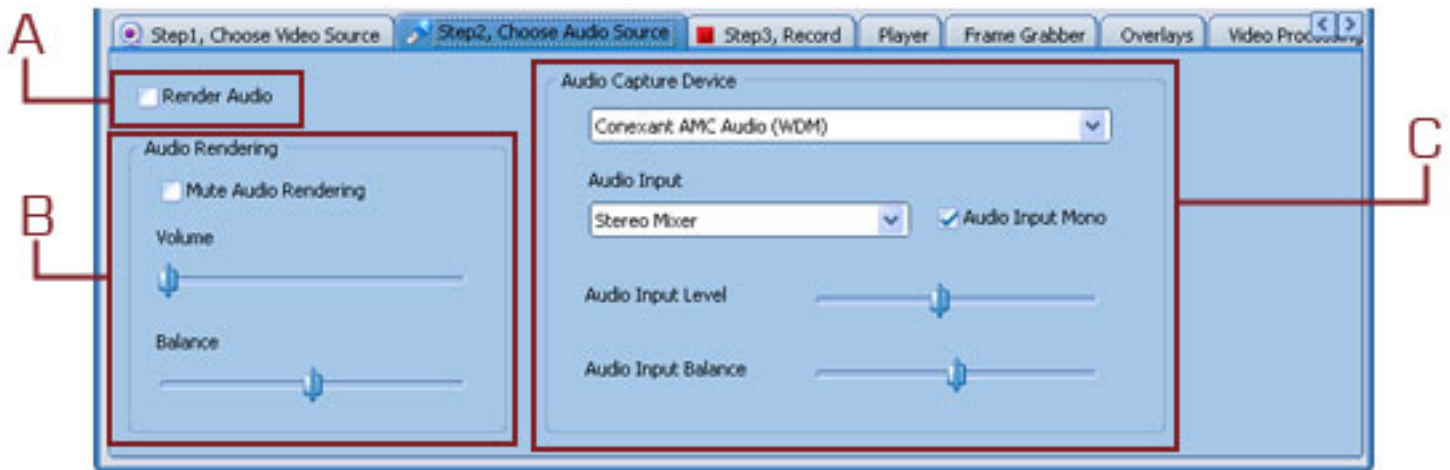 A
Step1, Choose Video Source
Step2, Choose Audio Source
Step3, Record
Player
Frame Grabber
Overlays
Video Processing
Render Audio
Audio Capture Device
Conexant AMC Audio (WDM)
Audio Rendering
C
Mute Audio Rendering
Audio Input
B
Stereo Mixer
Audio Input Mono
Volume
Audio Input Level
Balance
Audio Input Balance